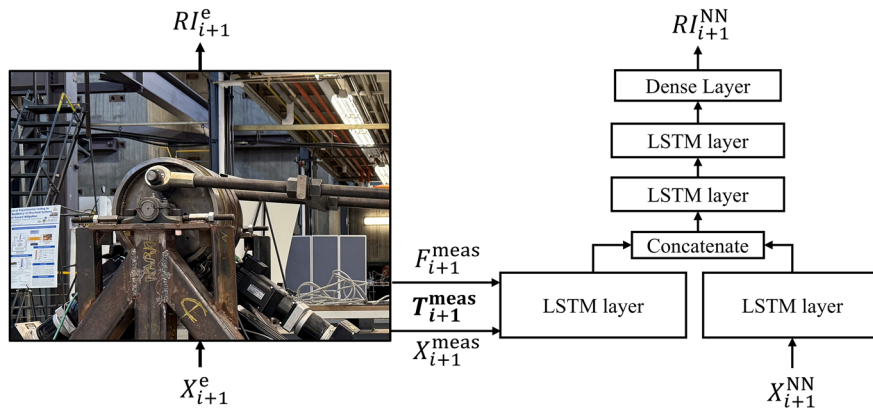 RI^e_{i+1}
RI^NN_{i+1}
Dense Layer
LSTM layer
LSTM layer
Concatenate
F^meas_{i+1}
T^meas_{i+1}
X^meas_{i+1}
LSTM layer
LSTM layer
X^e_{i+1}
X^NN_{i+1}